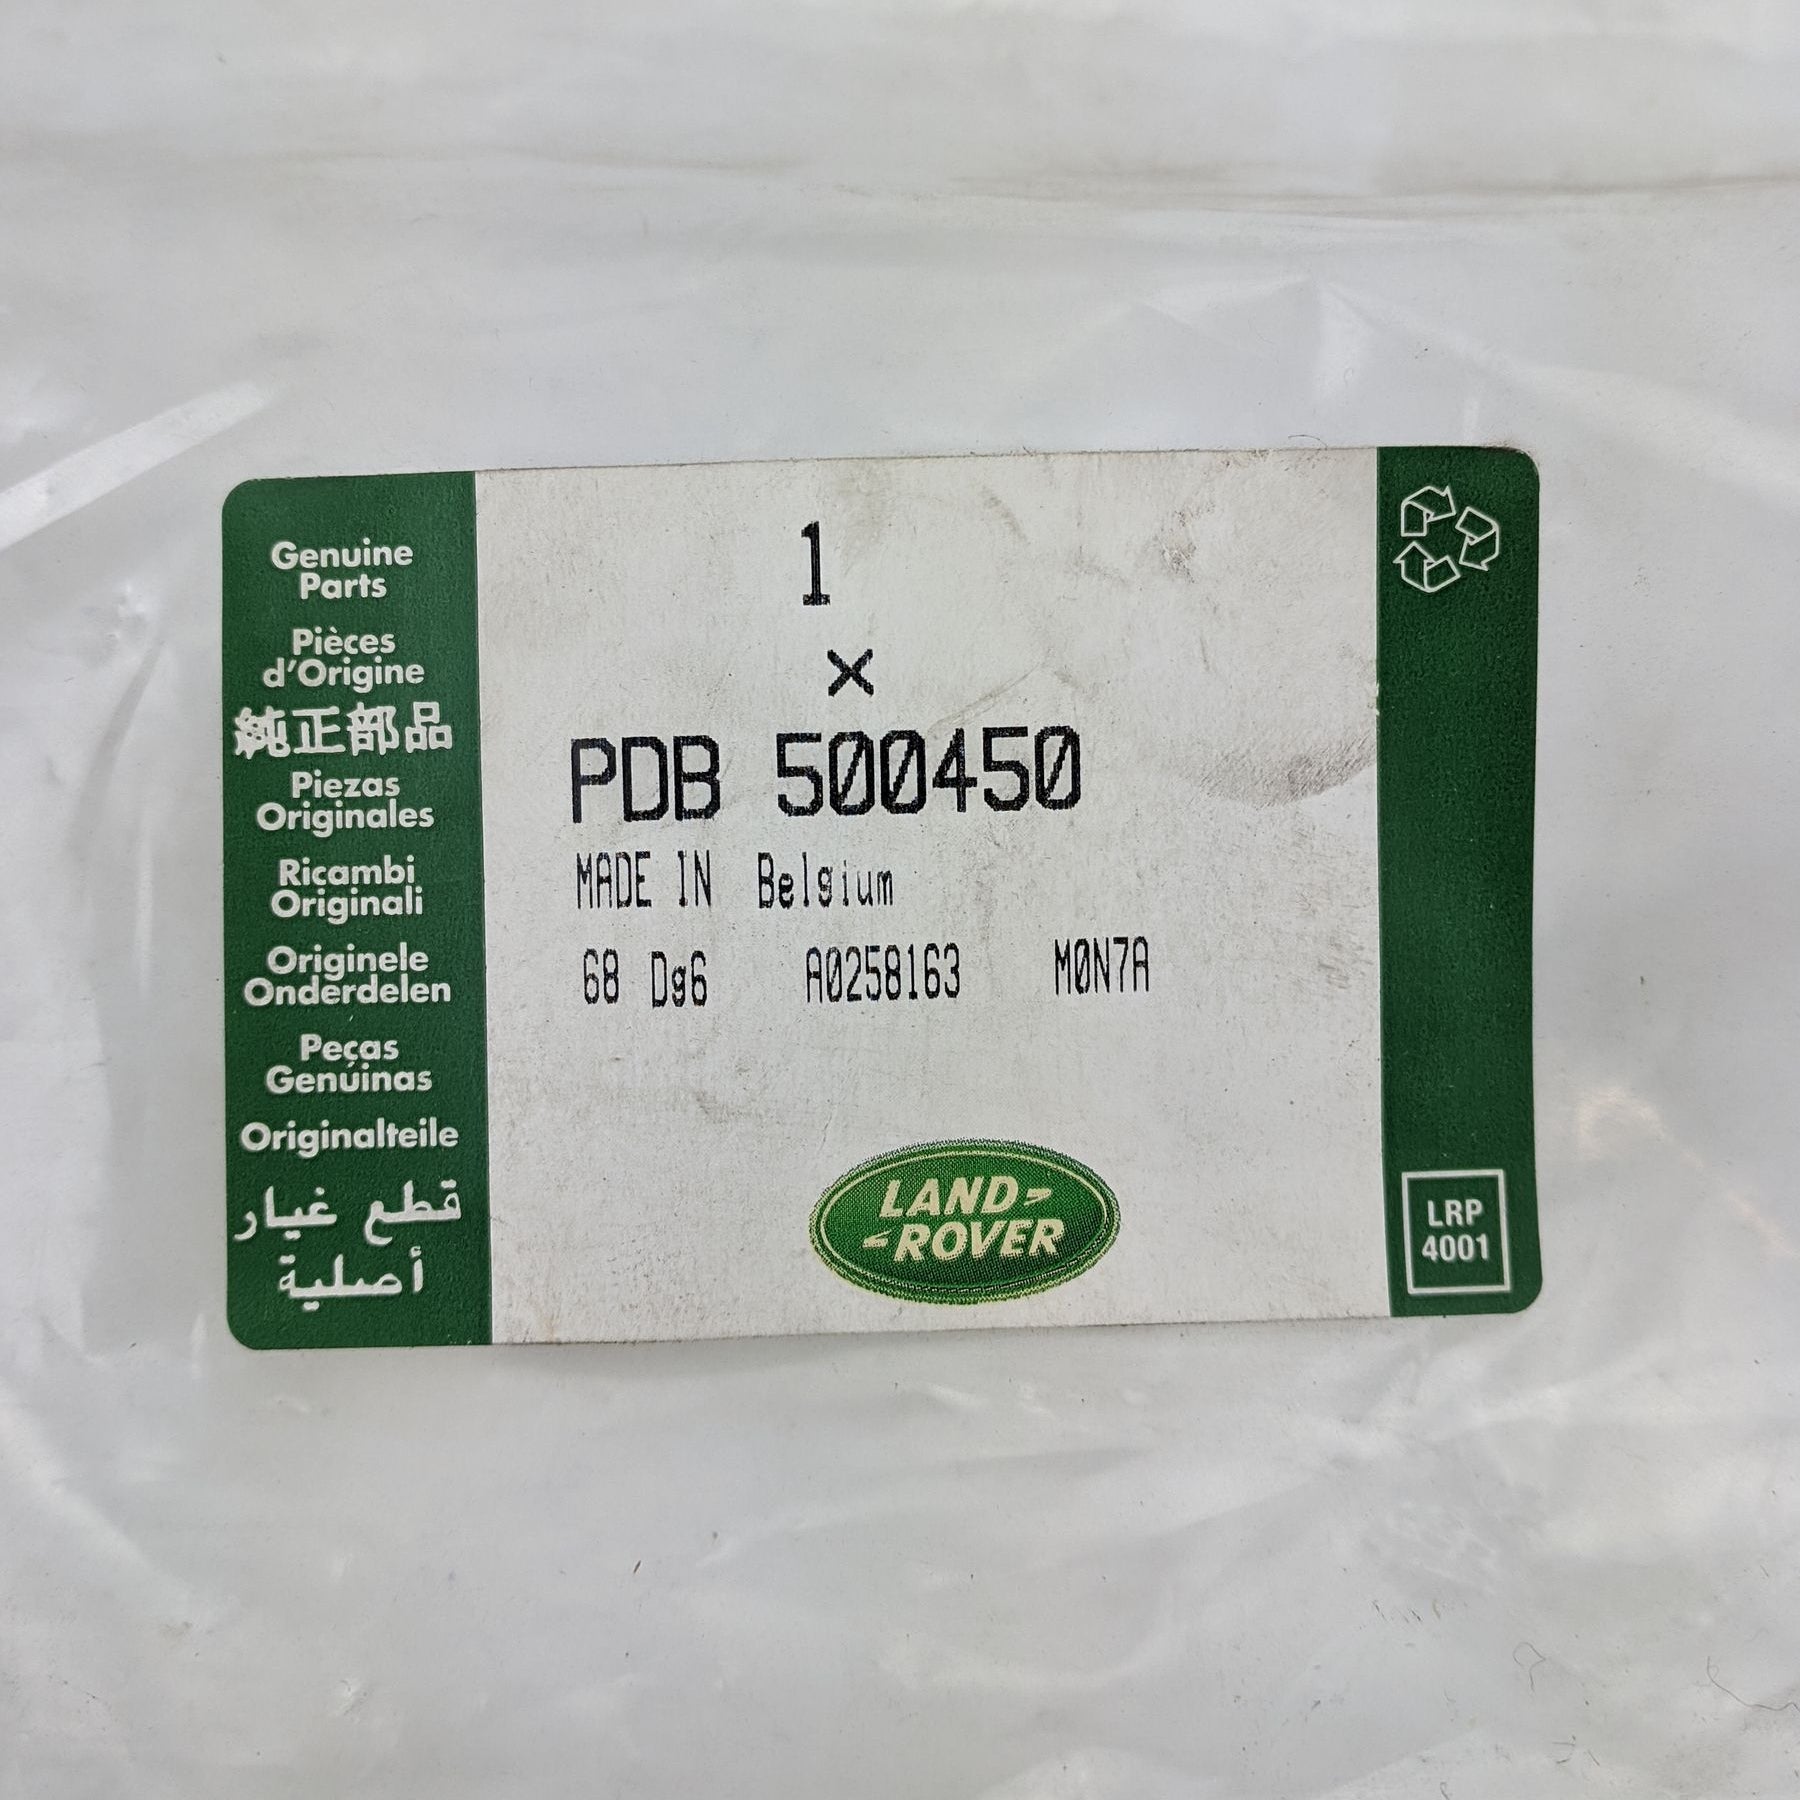 Genuine
Parts
Pièces
d'Origine
純正部品
Piezas
Originales
Ricambi
Originali
Originele
Onderdelen
Peças
Genúinas
Originalteile
قطع غيار
أصلية
1
×
PDB 500450
MADE IN Belgium
68 Dg6 A0258163 M0N7A
LAND-
-ROVER
LRP
4001